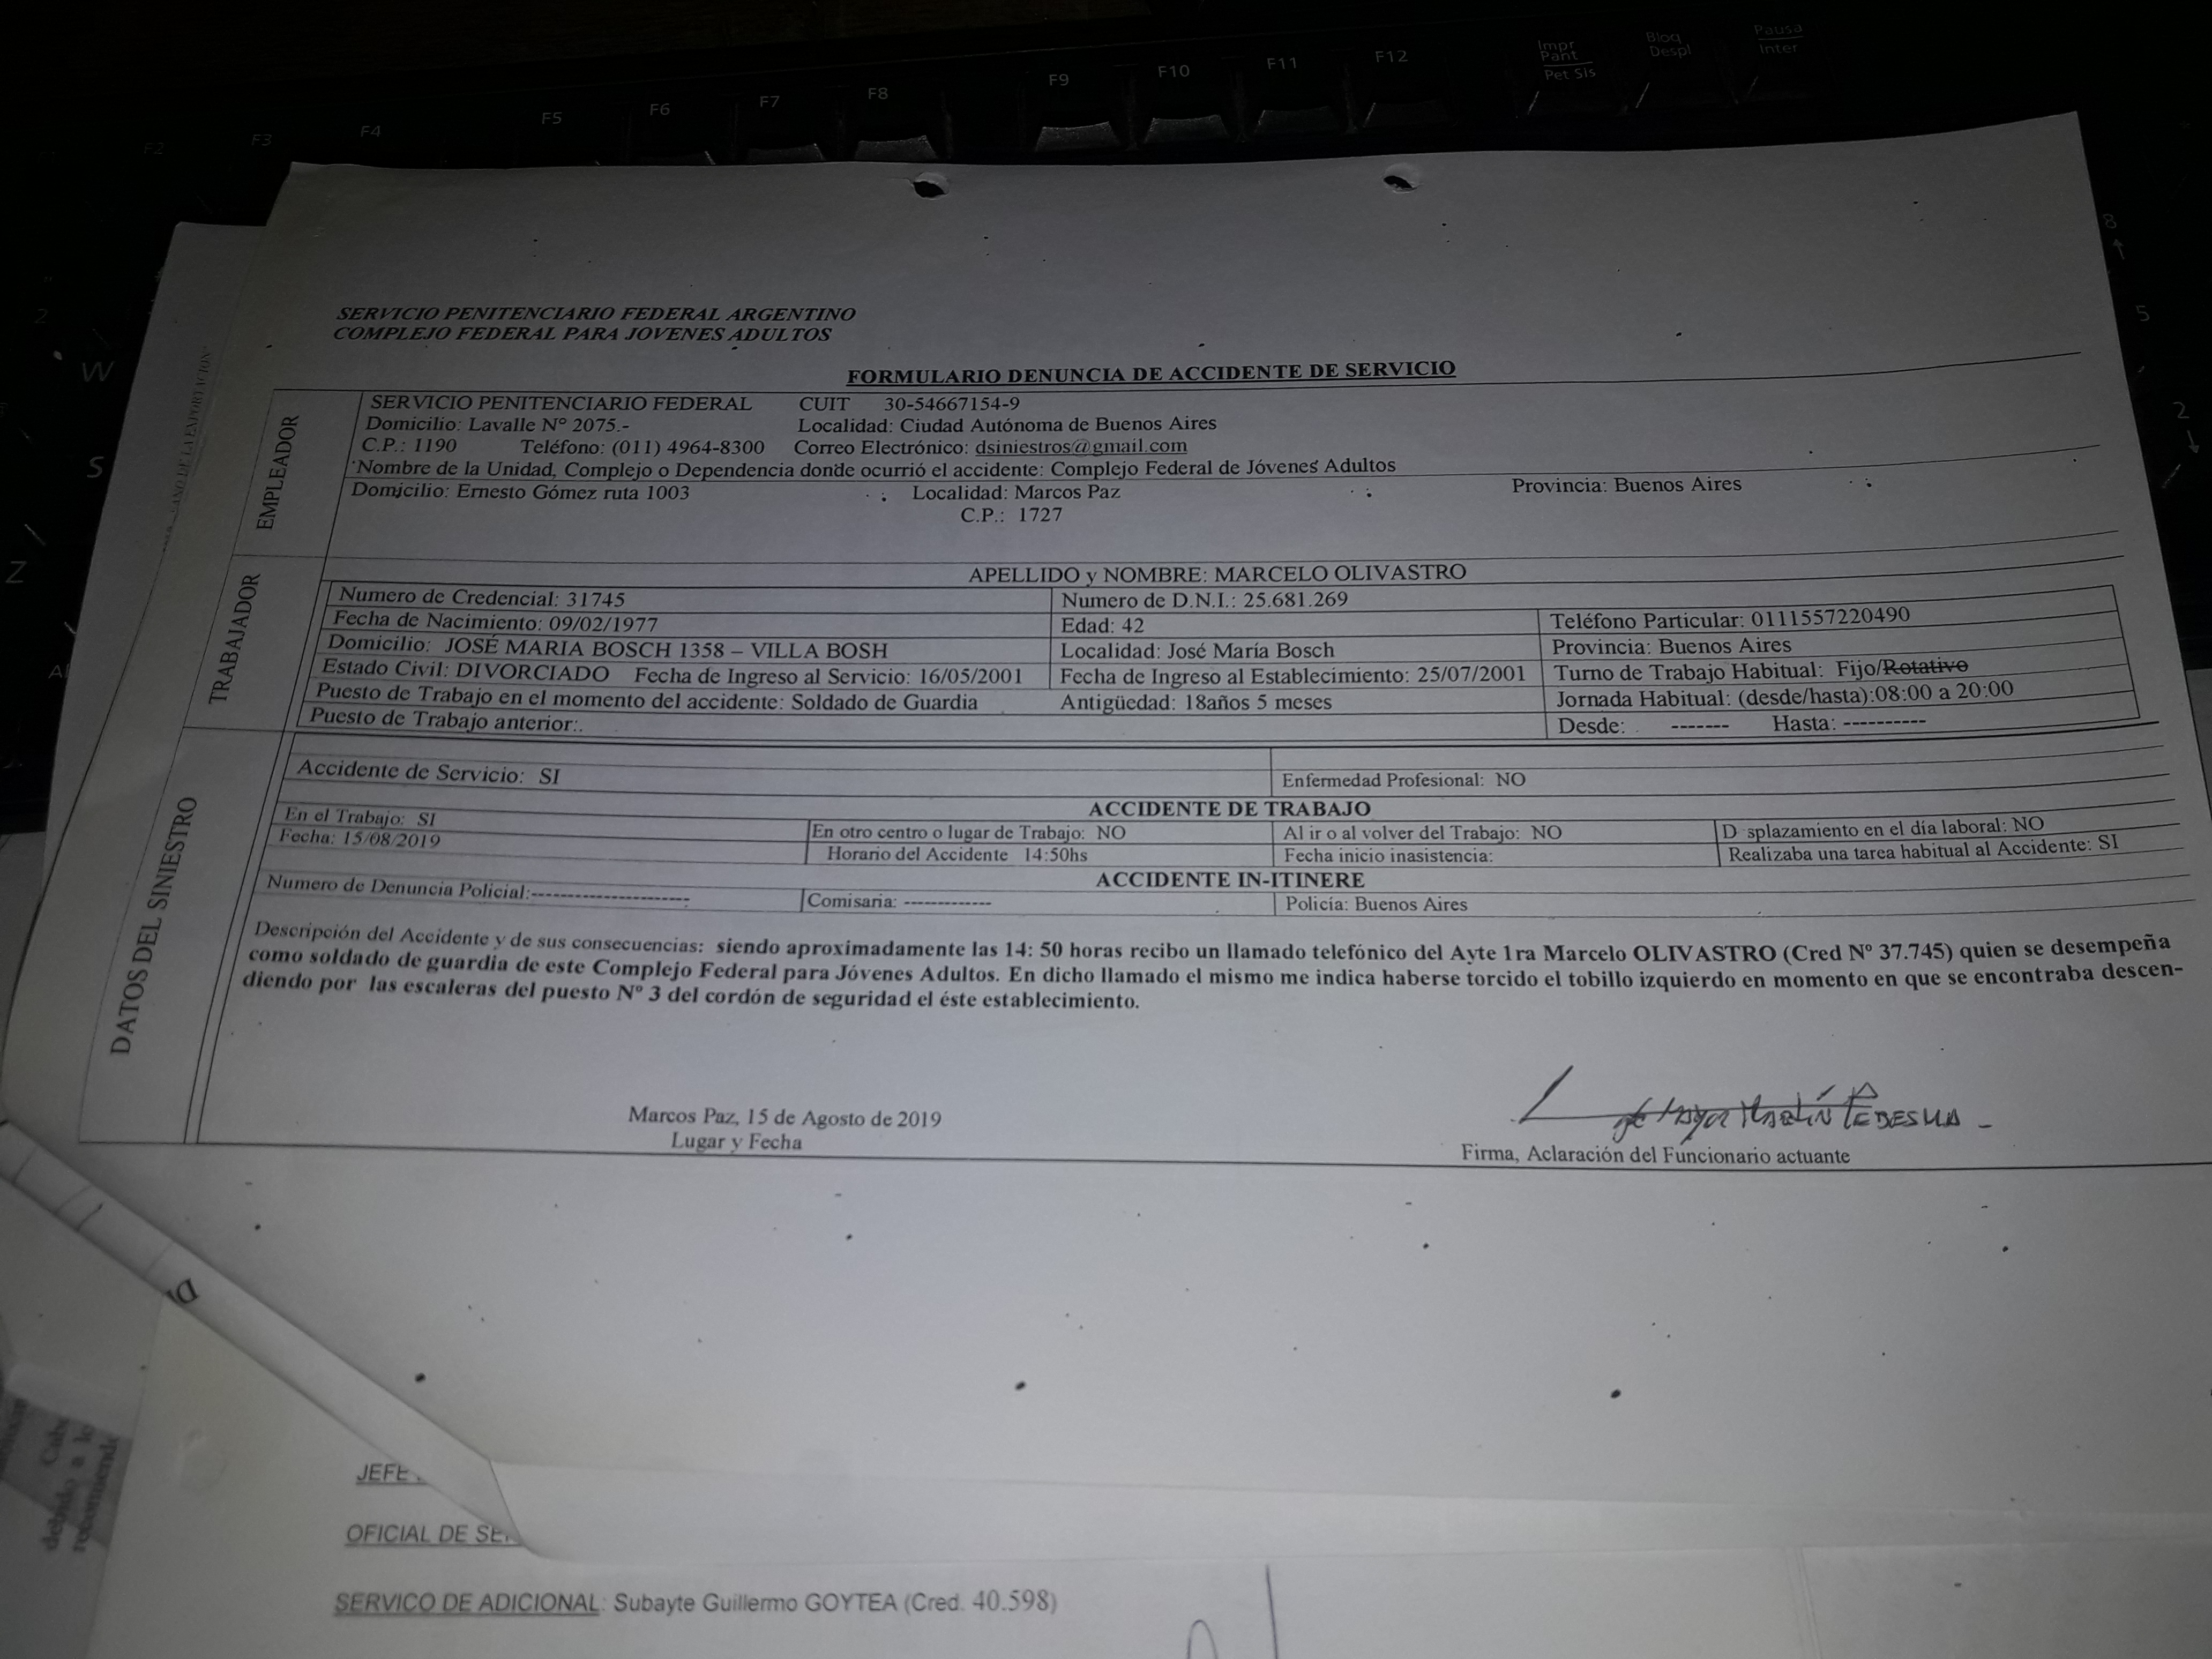 SERVICIO PENITENCIARIO FEDERAL ARGENTINO
COMPLEJO FEDERAL PARA JOVENES ADULTOS
FORMULARIO DENUNCIA DE ACCIDENTE DE SERVICIO
EMPLEADOR
SERVICIO PENITENCIARIO FEDERAL CUIT 30-54667154-9
Domicilio: Lavalle N° 2075.- Localidad: Ciudad Autónoma de Buenos Aires
C.P.: 1190 Teléfono: (011) 4964-8300 Correo Electrónico: dsiniestros@gmail.com
Nombre de la Unidad, Complejo o Dependencia donde ocurrió el accidente: Complejo Federal de Jóvenes Adultos
Domicilio: Ernesto Gómez ruta 1003 Localidad: Marcos Paz Provincia: Buenos Aires
C.P.: 1727
TRABAJADOR
APELLIDO y NOMBRE: MARCELO OLIVASTRO
Numero de Credencial: 31745 Numero de D.N.I.: 25.681.269
Fecha de Nacimiento: 09/02/1977 Edad: 42 Teléfono Particular: 0111557220490
Domicilio: JOSÉ MARIA BOSCH 1358 – VILLA BOSH Localidad: José María Bosch Provincia: Buenos Aires
Estado Civil: DIVORCIADO Fecha de Ingreso al Servicio: 16/05/2001 Fecha de Ingreso al Establecimiento: 25/07/2001 Turno de Trabajo Habitual: Fijo/Rotativo
Puesto de Trabajo en el momento del accidente: Soldado de Guardia Antigüedad: 18años 5 meses Jornada Habitual: (desde/hasta):08:00 a 20:00
Puesto de Trabajo anterior:. Desde: ------- Hasta: ----------
DATOS DEL SINIESTRO
Accidente de Servicio: SI Enfermedad Profesional: NO
ACCIDENTE DE TRABAJO
En el Trabajo: SI En otro centro o lugar de Trabajo: NO Al ir o al volver del Trabajo: NO D splazamiento en el día laboral: NO
Fecha: 15/08/2019 Horario del Accidente 14:50hs Fecha inicio inasistencia: Realizaba una tarea habitual al Accidente: SI
ACCIDENTE IN-ITINERE
Numero de Denuncia Policial:--------------------- Comisaria: ------------- Policía: Buenos Aires
Descripción del Accidente y de sus consecuencias: siendo aproximadamente las 14: 50 horas recibo un llamado telefónico del Ayte 1ra Marcelo OLIVASTRO (Cred Nº 37.745) quien se desempeña
como soldado de guardia de este Complejo Federal para Jóvenes Adultos. En dicho llamado el mismo me indica haberse torcido el tobillo izquierdo en momento en que se encontraba descen-
diendo por las escaleras del puesto Nº 3 del cordón de seguridad el éste establecimiento.
Marcos Paz, 15 de Agosto de 2019
Lugar y Fecha
Mayor Martín
Firma, Aclaración del Funcionario actuante
JEFE
OFICIAL DE SE
SERVICO DE ADICIONAL: Subayte Guillermo GOYTEA (Cred. 40.598)
F2 F3 F4 F5 F6 F7 F8 F9 F10 F11 F12
Impr
Pant
Pet Sis
Bloq
Despl
Pausa
Inter
W
S
Z
2
8
5
2